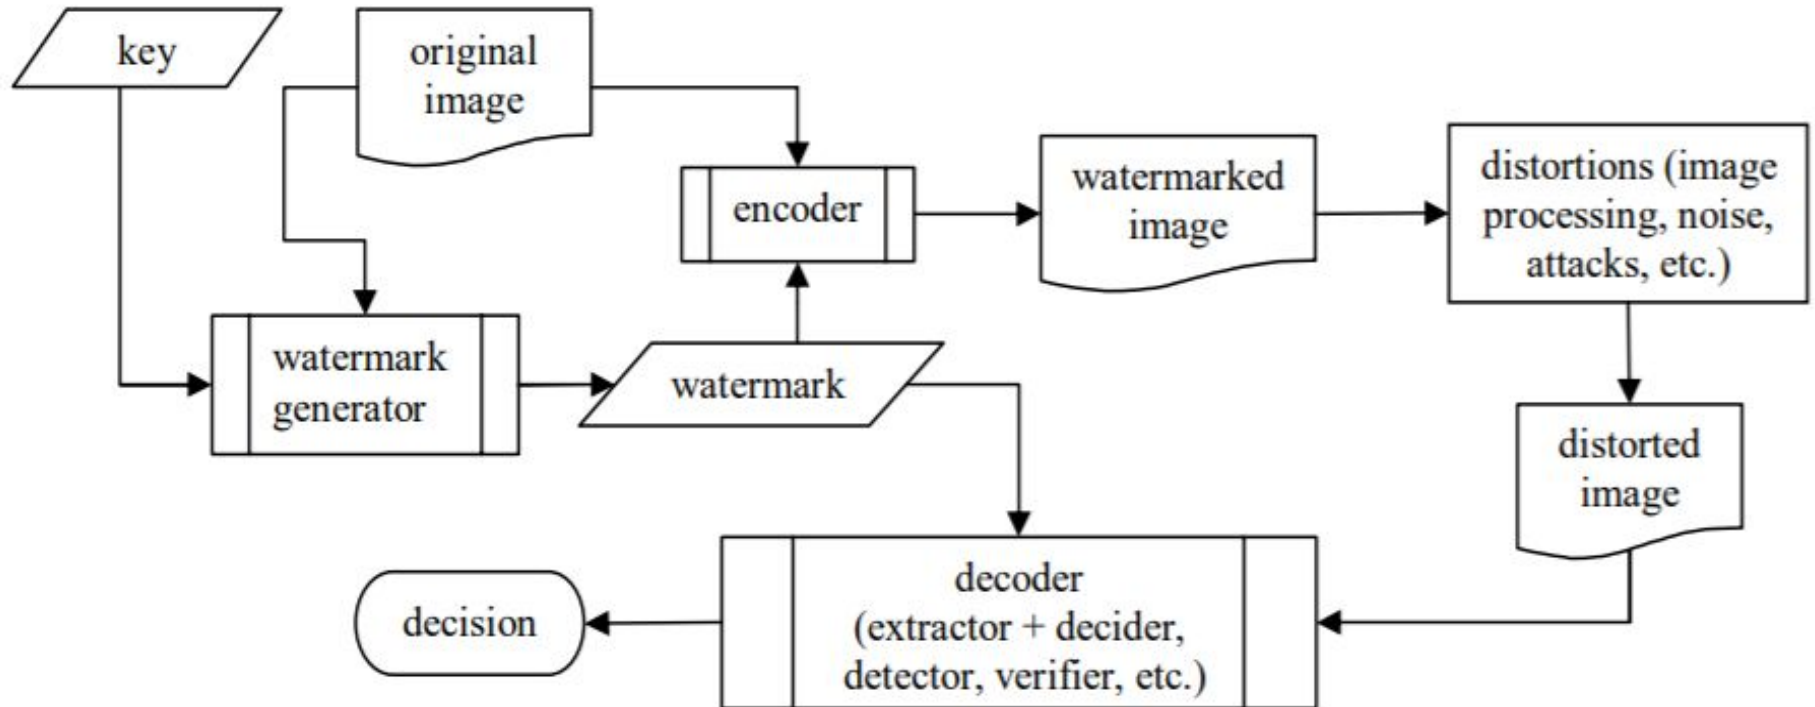 key
original
image
encoder
watermarked
image
distortions (image
processing, noise,
attacks, etc.)
watermark
generator
watermark
distorted
image
decision
decoder
(extractor + decider,
detector, verifier, etc.)